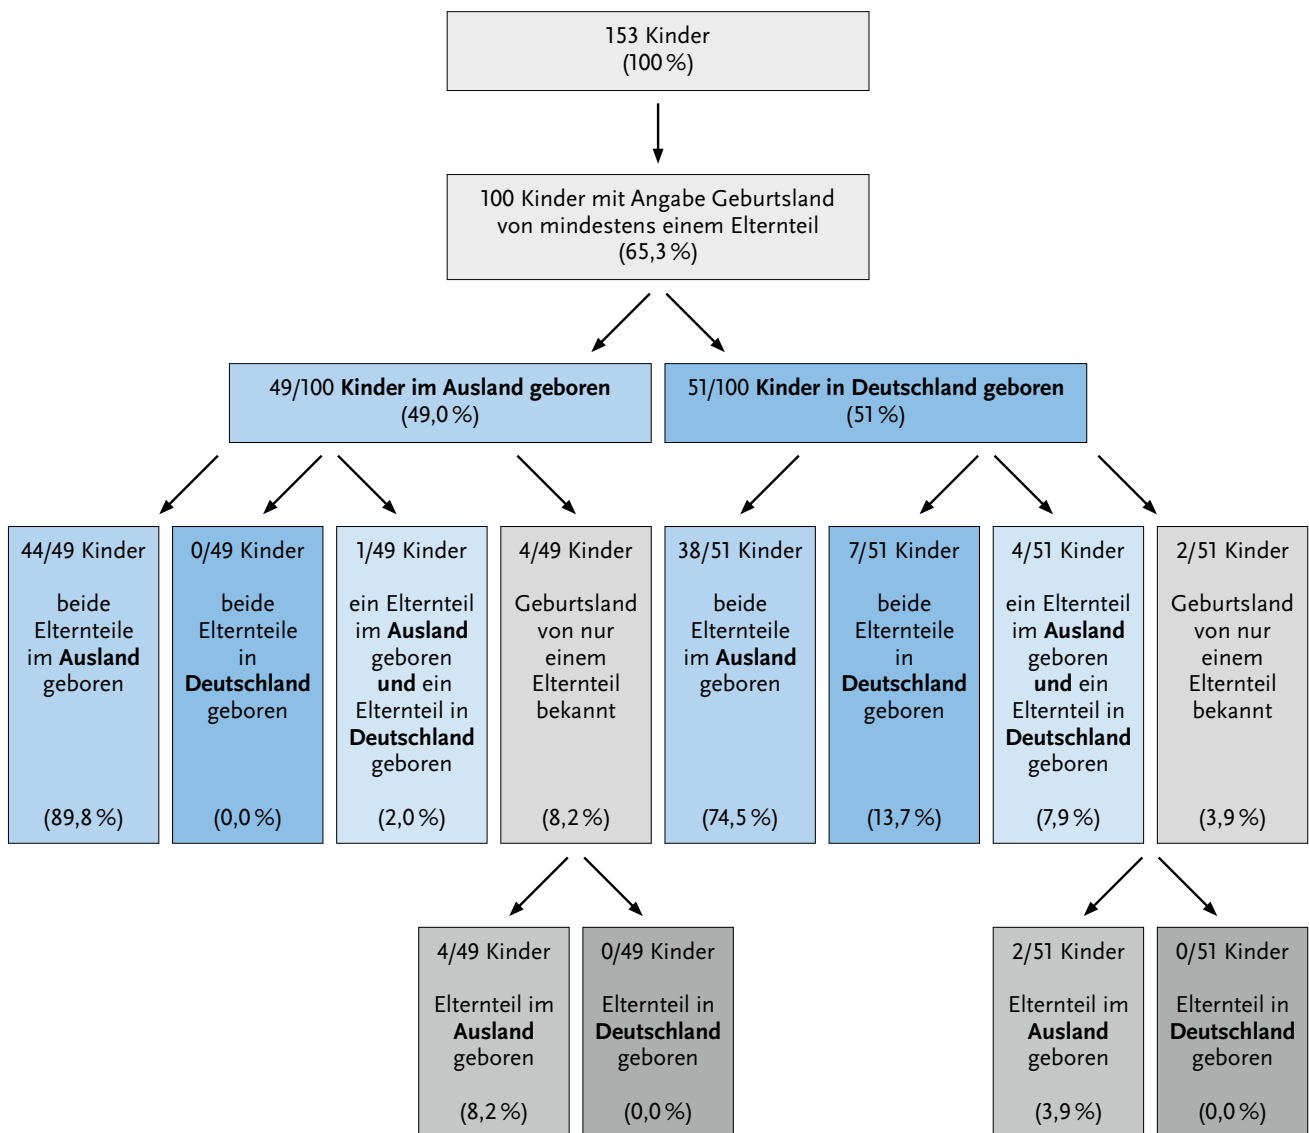 153 Kinder
(100 %)
100 Kinder mit Angabe Geburtsland
von mindestens einem Elternteil
(65,3 %)
49/100 Kinder im Ausland geboren
(49,0 %)
51/100 Kinder in Deutschland geboren
(51 %)
44/49 Kinder
beide
Elternteile
im Ausland
geboren
(89,8 %)
0/49 Kinder
beide
Elternteile
in
Deutschland
geboren
(0,0 %)
1/49 Kinder
ein Elternteil
im Ausland
geboren
und ein
Elternteil in
Deutschland
geboren
(2,0 %)
4/49 Kinder
Geburtsland
von nur
einem
Elternteil
bekannt
(8,2 %)
38/51 Kinder
beide
Elternteile
im Ausland
geboren
(74,5 %)
7/51 Kinder
beide
Elternteile
in
Deutschland
geboren
(13,7 %)
4/51 Kinder
ein Elternteil
im Ausland
geboren
und ein
Elternteil in
Deutschland
geboren
(7,9 %)
2/51 Kinder
Geburtsland
von nur
einem
Elternteil
bekannt
(3,9 %)
4/49 Kinder
Elternteil im
Ausland
geboren
(8,2 %)
0/49 Kinder
Elternteil in
Deutschland
geboren
(0,0 %)
2/51 Kinder
Elternteil im
Ausland
geboren
(3,9 %)
0/51 Kinder
Elternteil in
Deutschland
geboren
(0,0 %)